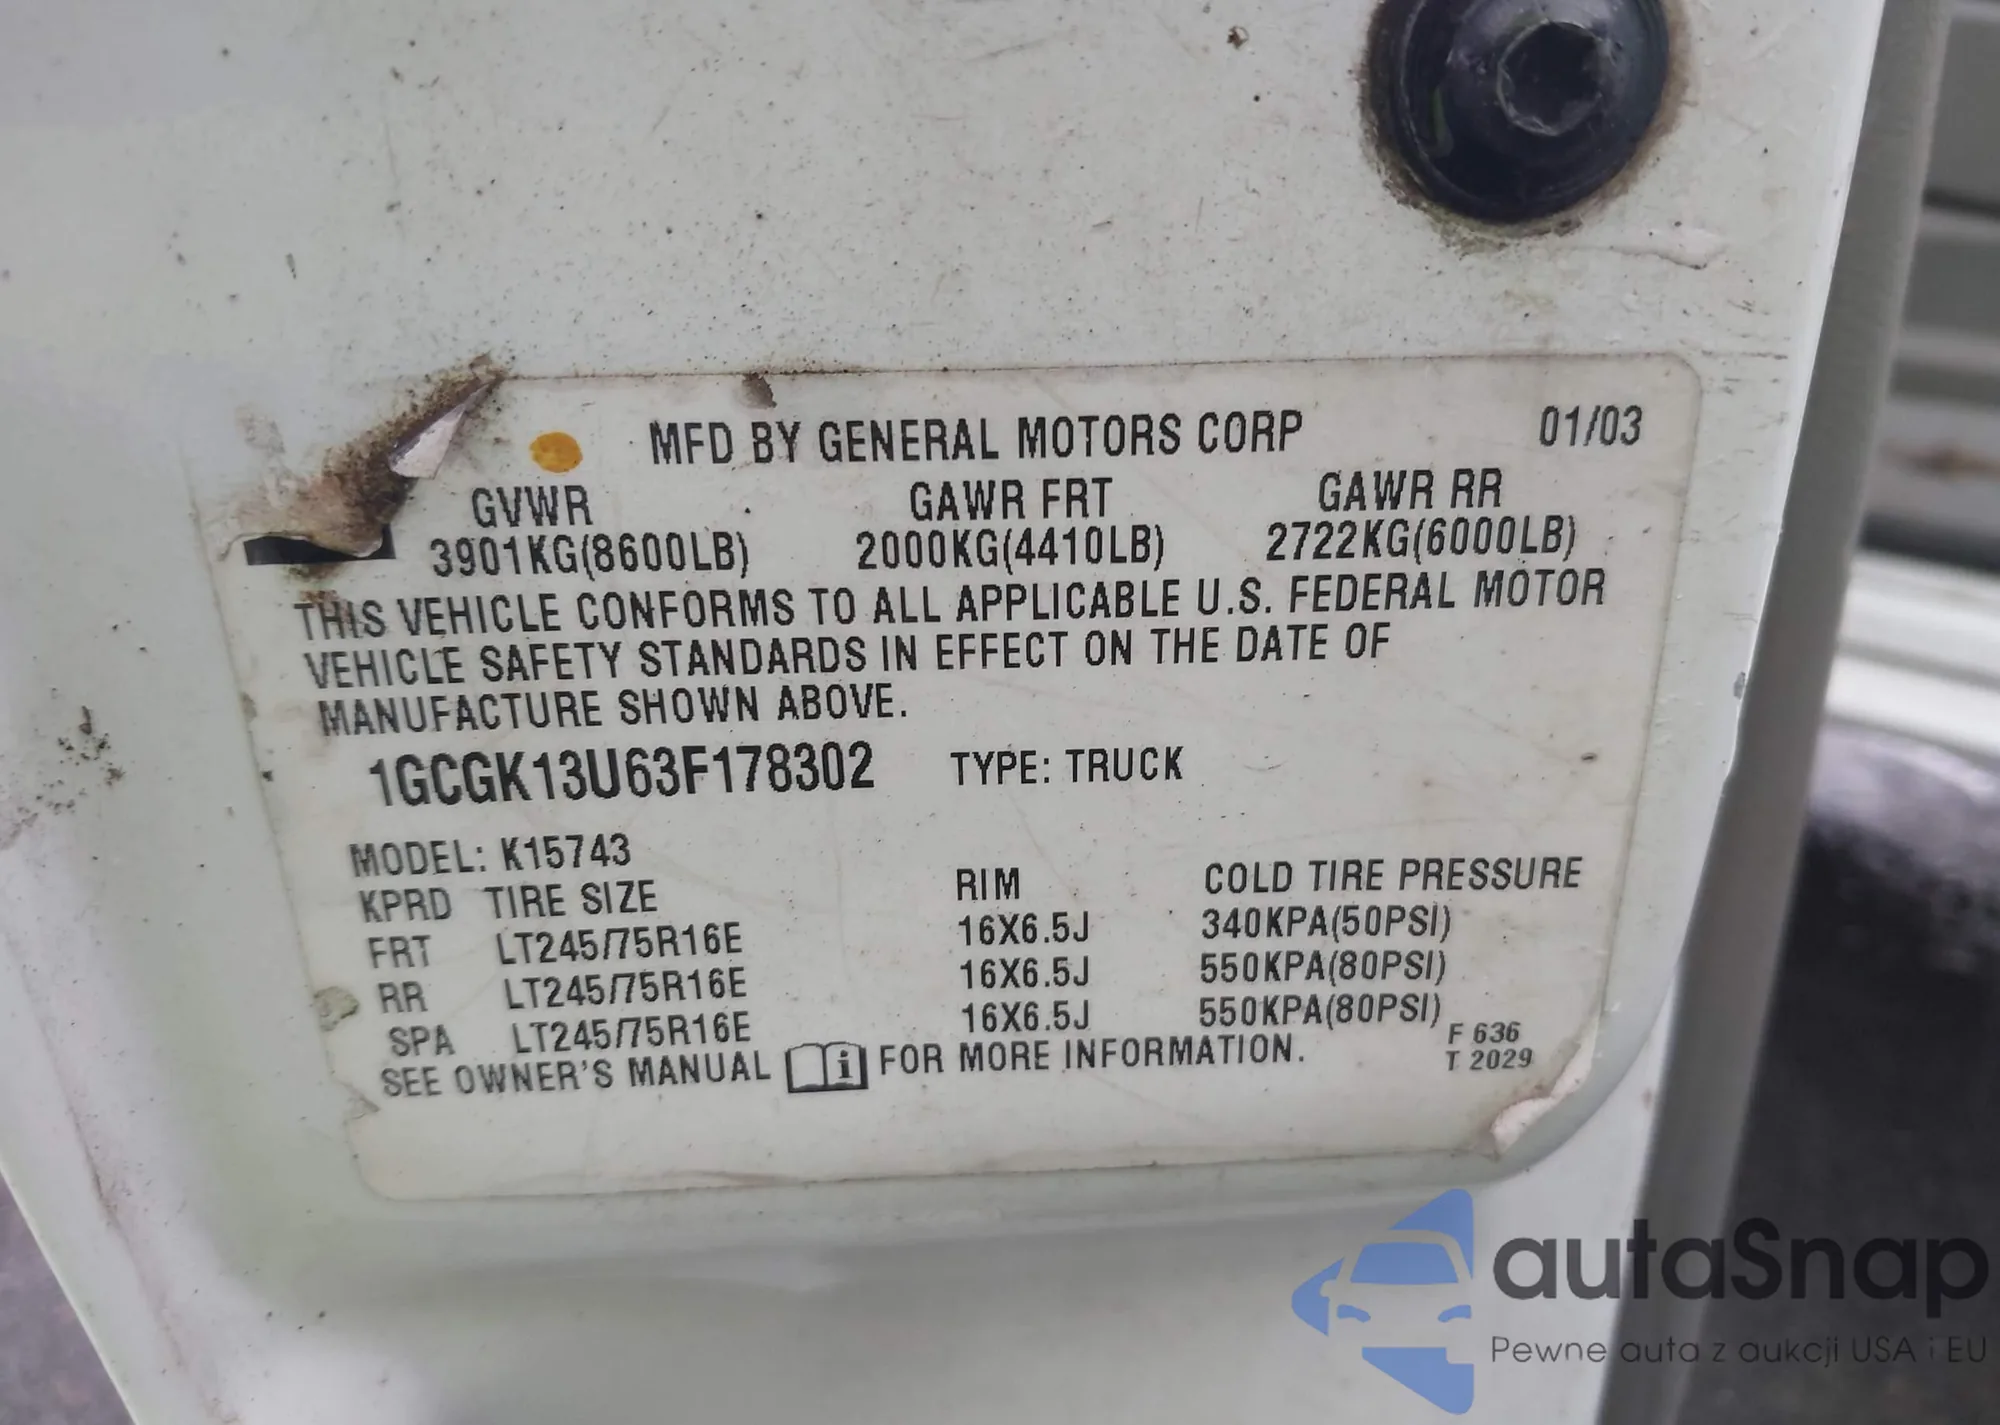 MFD BY GENERAL MOTORS CORP 01/03
GVWR GAWR FRT GAWR RR
3901KG(8600LB) 2000KG(4410LB) 2722KG(6000LB)
THIS VEHICLE CONFORMS TO ALL APPLICABLE U.S. FEDERAL MOTOR
VEHICLE SAFETY STANDARDS IN EFFECT ON THE DATE OF
MANUFACTURE SHOWN ABOVE.
1GCGK13U63F178302 TYPE: TRUCK
MODEL: K15743
KPRD TIRE SIZE RIM COLD TIRE PRESSURE
FRT LT245/75R16E 16X6.5J 340KPA(50PSI)
RR LT245/75R16E 16X6.5J 550KPA(80PSI)
SPA LT245/75R16E 16X6.5J 550KPA(80PSI)
SEE OWNER'S MANUAL i FOR MORE INFORMATION.
F 636
T 2029
autaSnap
Pewne auta z aukcji USA i EU